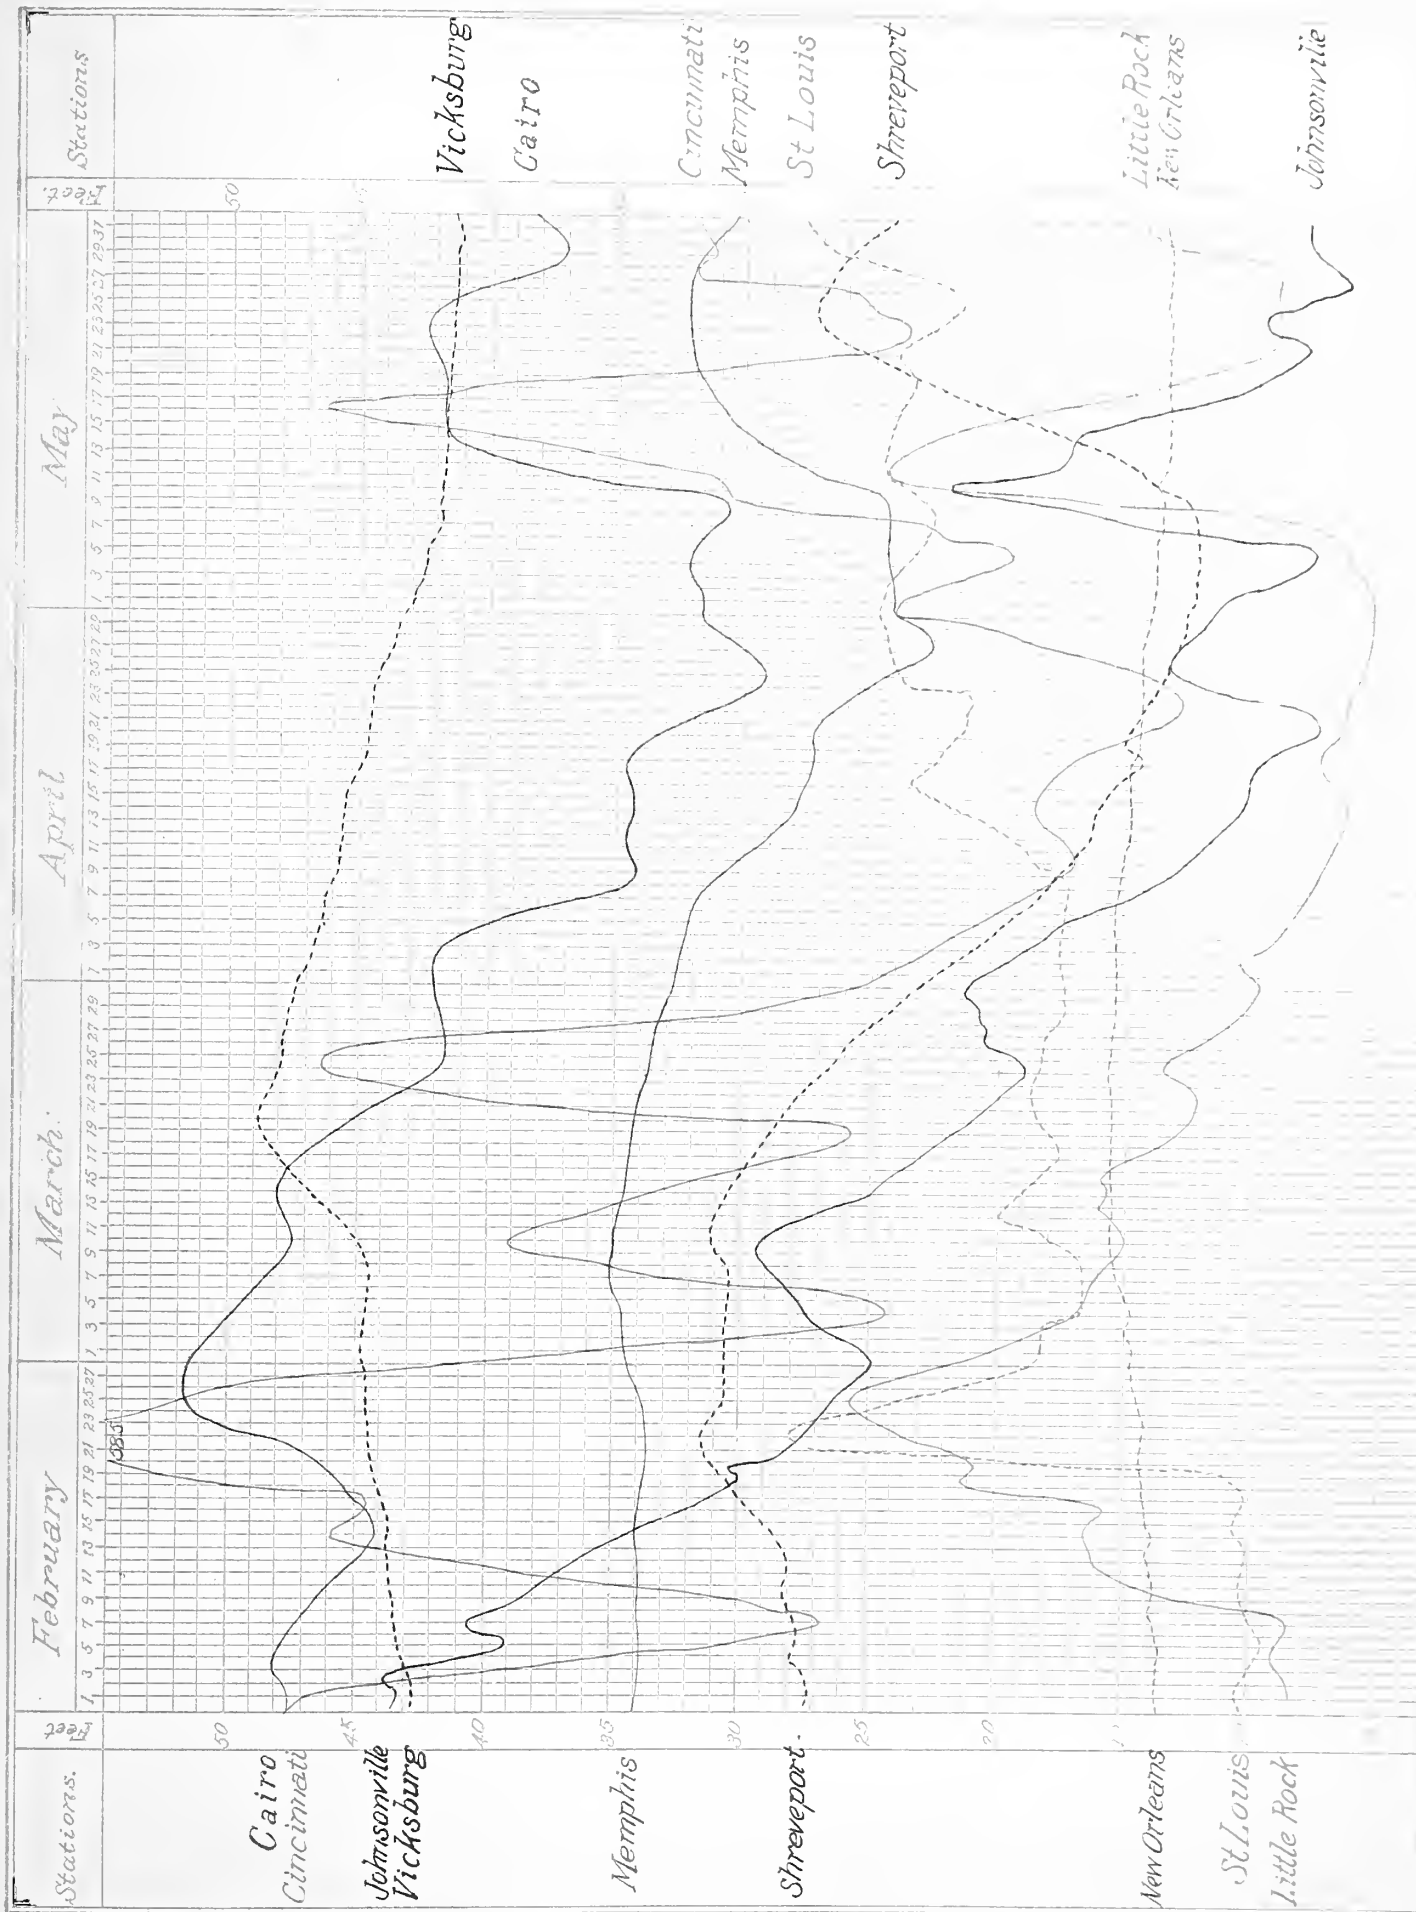 Stations.
Feet
February
March.
April
May
Feet.
Stations
1 3 5 7 9 11 13 15 17 19 21 23 25 27
1 3 5 7 9 11 13 15 17 19 21 23 25 27 29
1 3 5 7 9 11 13 15 17 19 21 23 25 27 29
1 3 5 7 9 11 13 15 17 19 21 23 25 27 29 31
58.5
50
50
45
40
35
30
25
20
Cairo
Cincinnati
Johnsonville
Vicksburg
Memphis
Shreveport.
New Orleans
St Louis
Little Rock
Vicksburg
Cairo
Cincinnati
Memphis
St Louis
Shreveport
Little Rock
New Orleans
Johnsonville